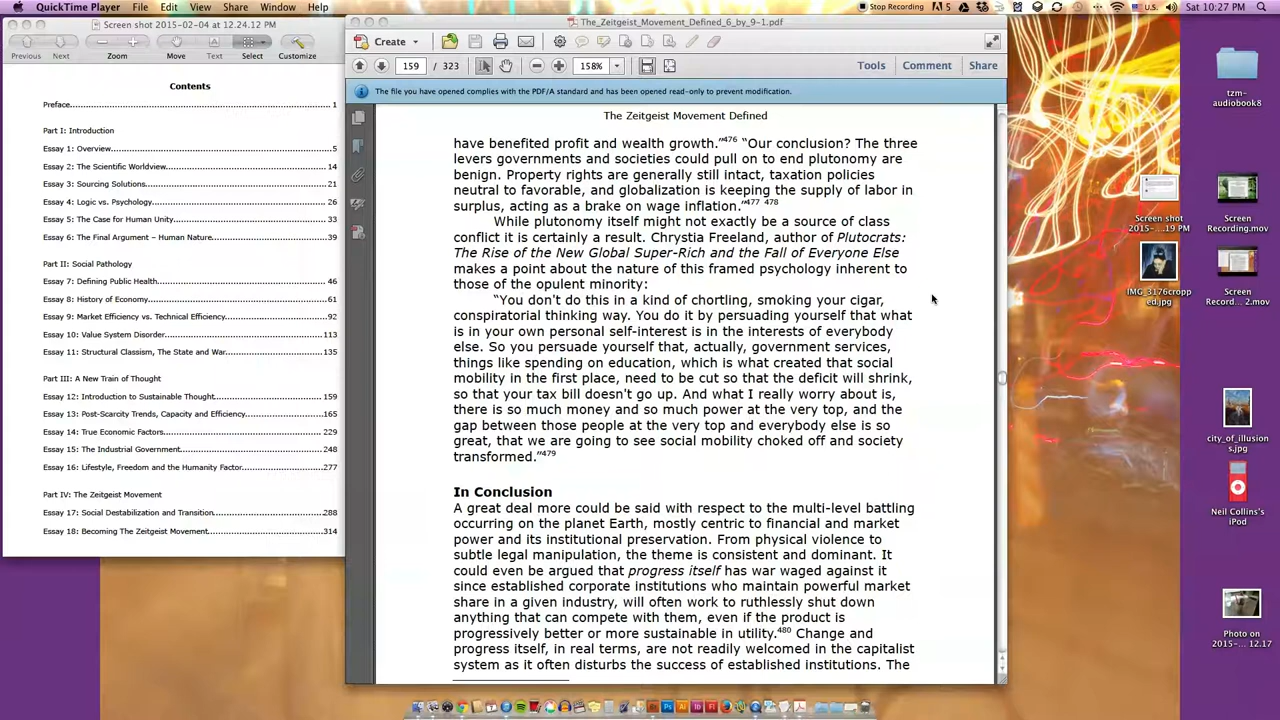 QuickTime Player File Edit View Share Window Help
Stop Recording
5
U.S.
Sat 10:27 PM
Screen shot 2015-02-04 at 12.24.12 PM
Previous Next Zoom Move Text Select Customize
Contents
Preface 1
Part I: Introduction
Essay 1: Overview 5
Essay 2: The Scientific Worldview 14
Essay 3: Sourcing Solutions 21
Essay 4: Logic vs. Psychology 26
Essay 5: The Case for Human Unity 33
Essay 6: The Final Argument – Human Nature 39
Part II: Social Pathology
Essay 7: Defining Public Health 46
Essay 8: History of Economy 61
Essay 9: Market Efficiency vs. Technical Efficiency 92
Essay 10: Value System Disorder 113
Essay 11: Structural Classism, The State and War 135
Part III: A New Train of Thought
Essay 12: Introduction to Sustainable Thought 159
Essay 13: Post-Scarcity Trends, Capacity and Efficiency 165
Essay 14: True Economic Factors 229
Essay 15: The Industrial Government 248
Essay 16: Lifestyle, Freedom and the Humanity Factor 277
Part IV: The Zeitgeist Movement
Essay 17: Social Destabilization and Transition 288
Essay 18: Becoming The Zeitgeist Movement 314
The_Zeitgeist_Movement_Defined_6_by_9-1.pdf
Create
159 / 323 158% Tools Comment Share
The file you have opened complies with the PDF/A standard and has been opened read-only to prevent modification.
The Zeitgeist Movement Defined
have benefited profit and wealth growth."476 "Our conclusion? The three
levers governments and societies could pull on to end plutonomy are
benign. Property rights are generally still intact, taxation policies
neutral to favorable, and globalization is keeping the supply of labor in
surplus, acting as a brake on wage inflation."477 478
While plutonomy itself might not exactly be a source of class
conflict it is certainly a result. Chrystia Freeland, author of Plutocrats:
The Rise of the New Global Super-Rich and the Fall of Everyone Else
makes a point about the nature of this framed psychology inherent to
those of the opulent minority:
"You don't do this in a kind of chortling, smoking your cigar,
conspiratorial thinking way. You do it by persuading yourself that what
is in your own personal self-interest is in the interests of everybody
else. So you persuade yourself that, actually, government services,
things like spending on education, which is what created that social
mobility in the first place, need to be cut so that the deficit will shrink,
so that your tax bill doesn't go up. And what I really worry about is,
there is so much money and so much power at the very top, and the
gap between those people at the very top and everybody else is so
great, that we are going to see social mobility choked off and society
transformed."479
In Conclusion
A great deal more could be said with respect to the multi-level battling
occurring on the planet Earth, mostly centric to financial and market
power and its institutional preservation. From physical violence to
subtle legal manipulation, the theme is consistent and dominant. It
could even be argued that progress itself has war waged against it
since established corporate institutions who maintain powerful market
share in a given industry, will often work to ruthlessly shut down
anything that can compete with them, even if the product is
progressively better or more sustainable in utility.480 Change and
progress itself, in real terms, are not readily welcomed in the capitalist
system as it often disturbs the success of established institutions. The
tzm-
audiobook8
Screen shot
2015-...19 PM
Screen
Recording.mov
IMG_3176cropp
ed.jpg
Screen
Record... 2.mov
city_of_illusion
s.jpg
Neil Collins's
iPod
Photo on
2015-... 12.17